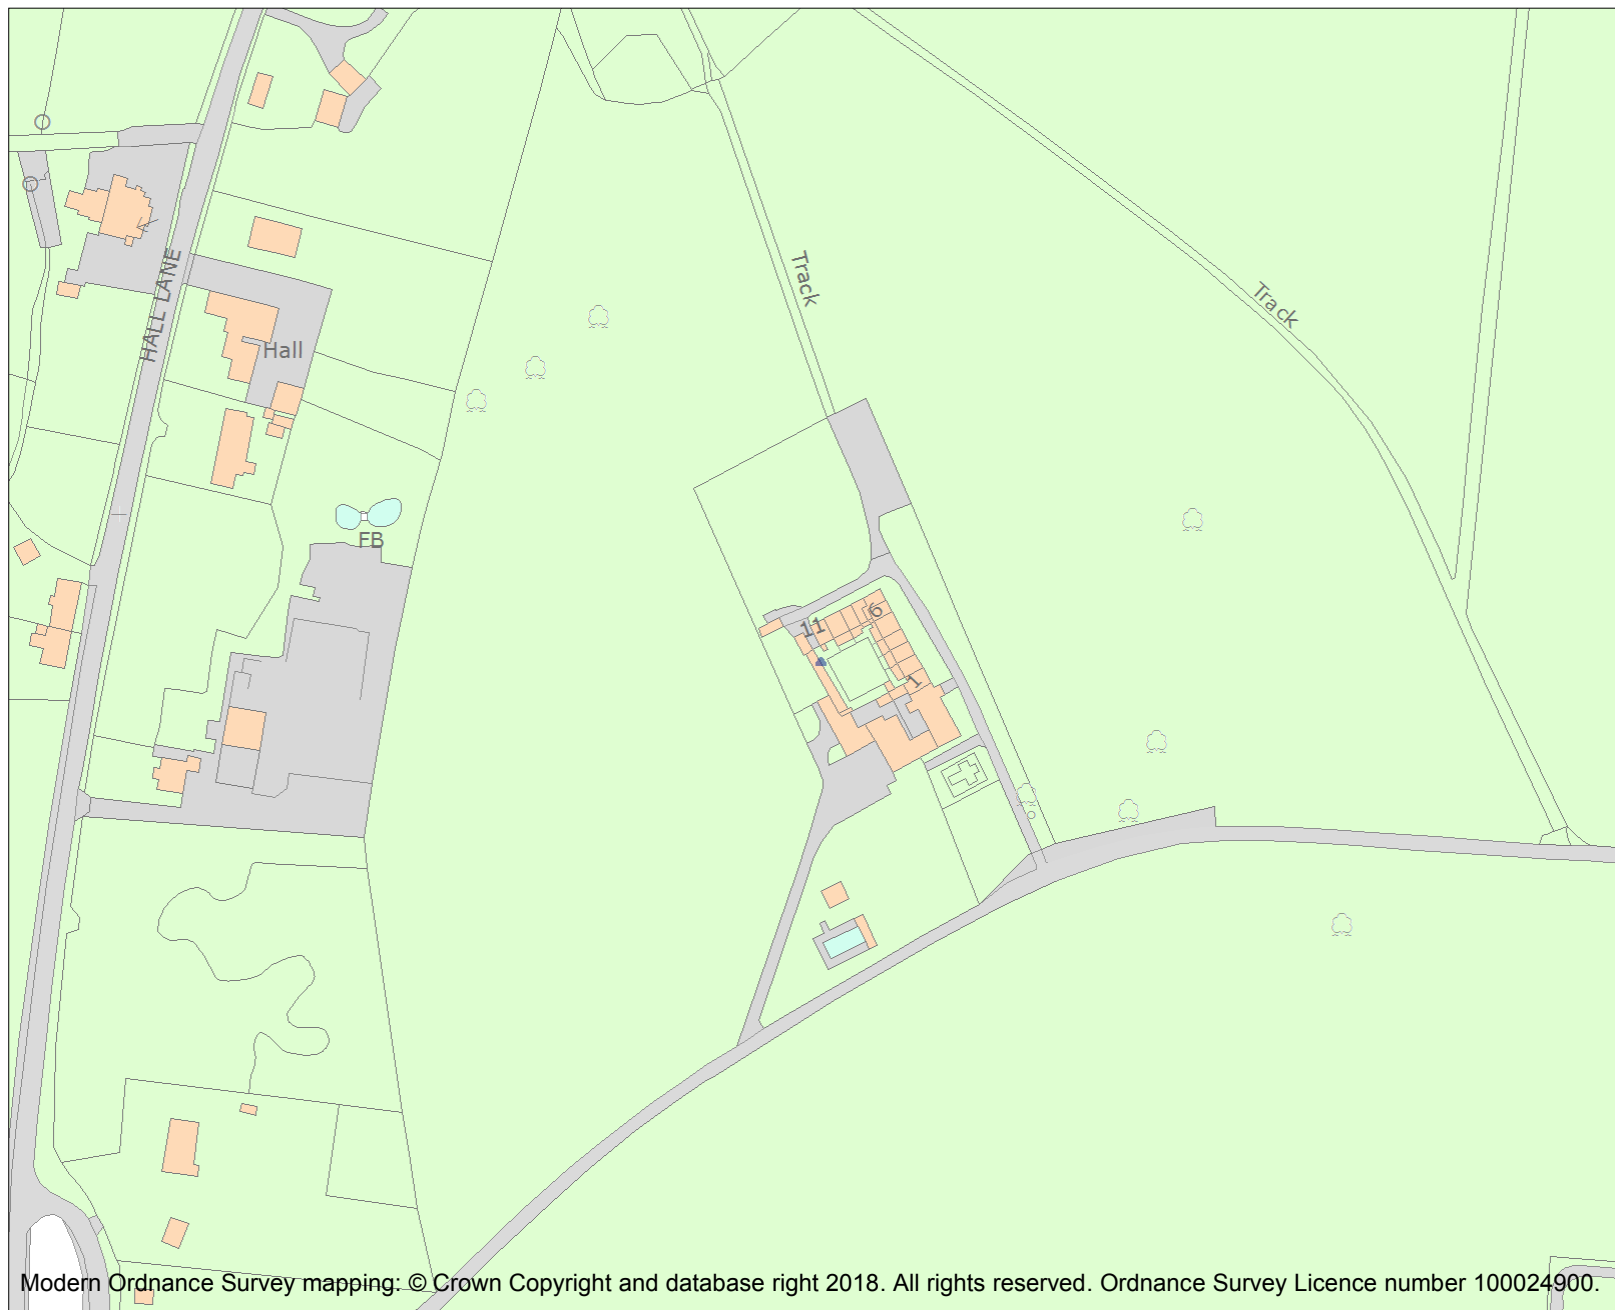 HALL LANE
Track
Track
Hall
FB
6
11
1
Modern Ordnance Survey mapping: © Crown Copyright and database right 2018. All rights reserved. Ordnance Survey Licence number 100024900.